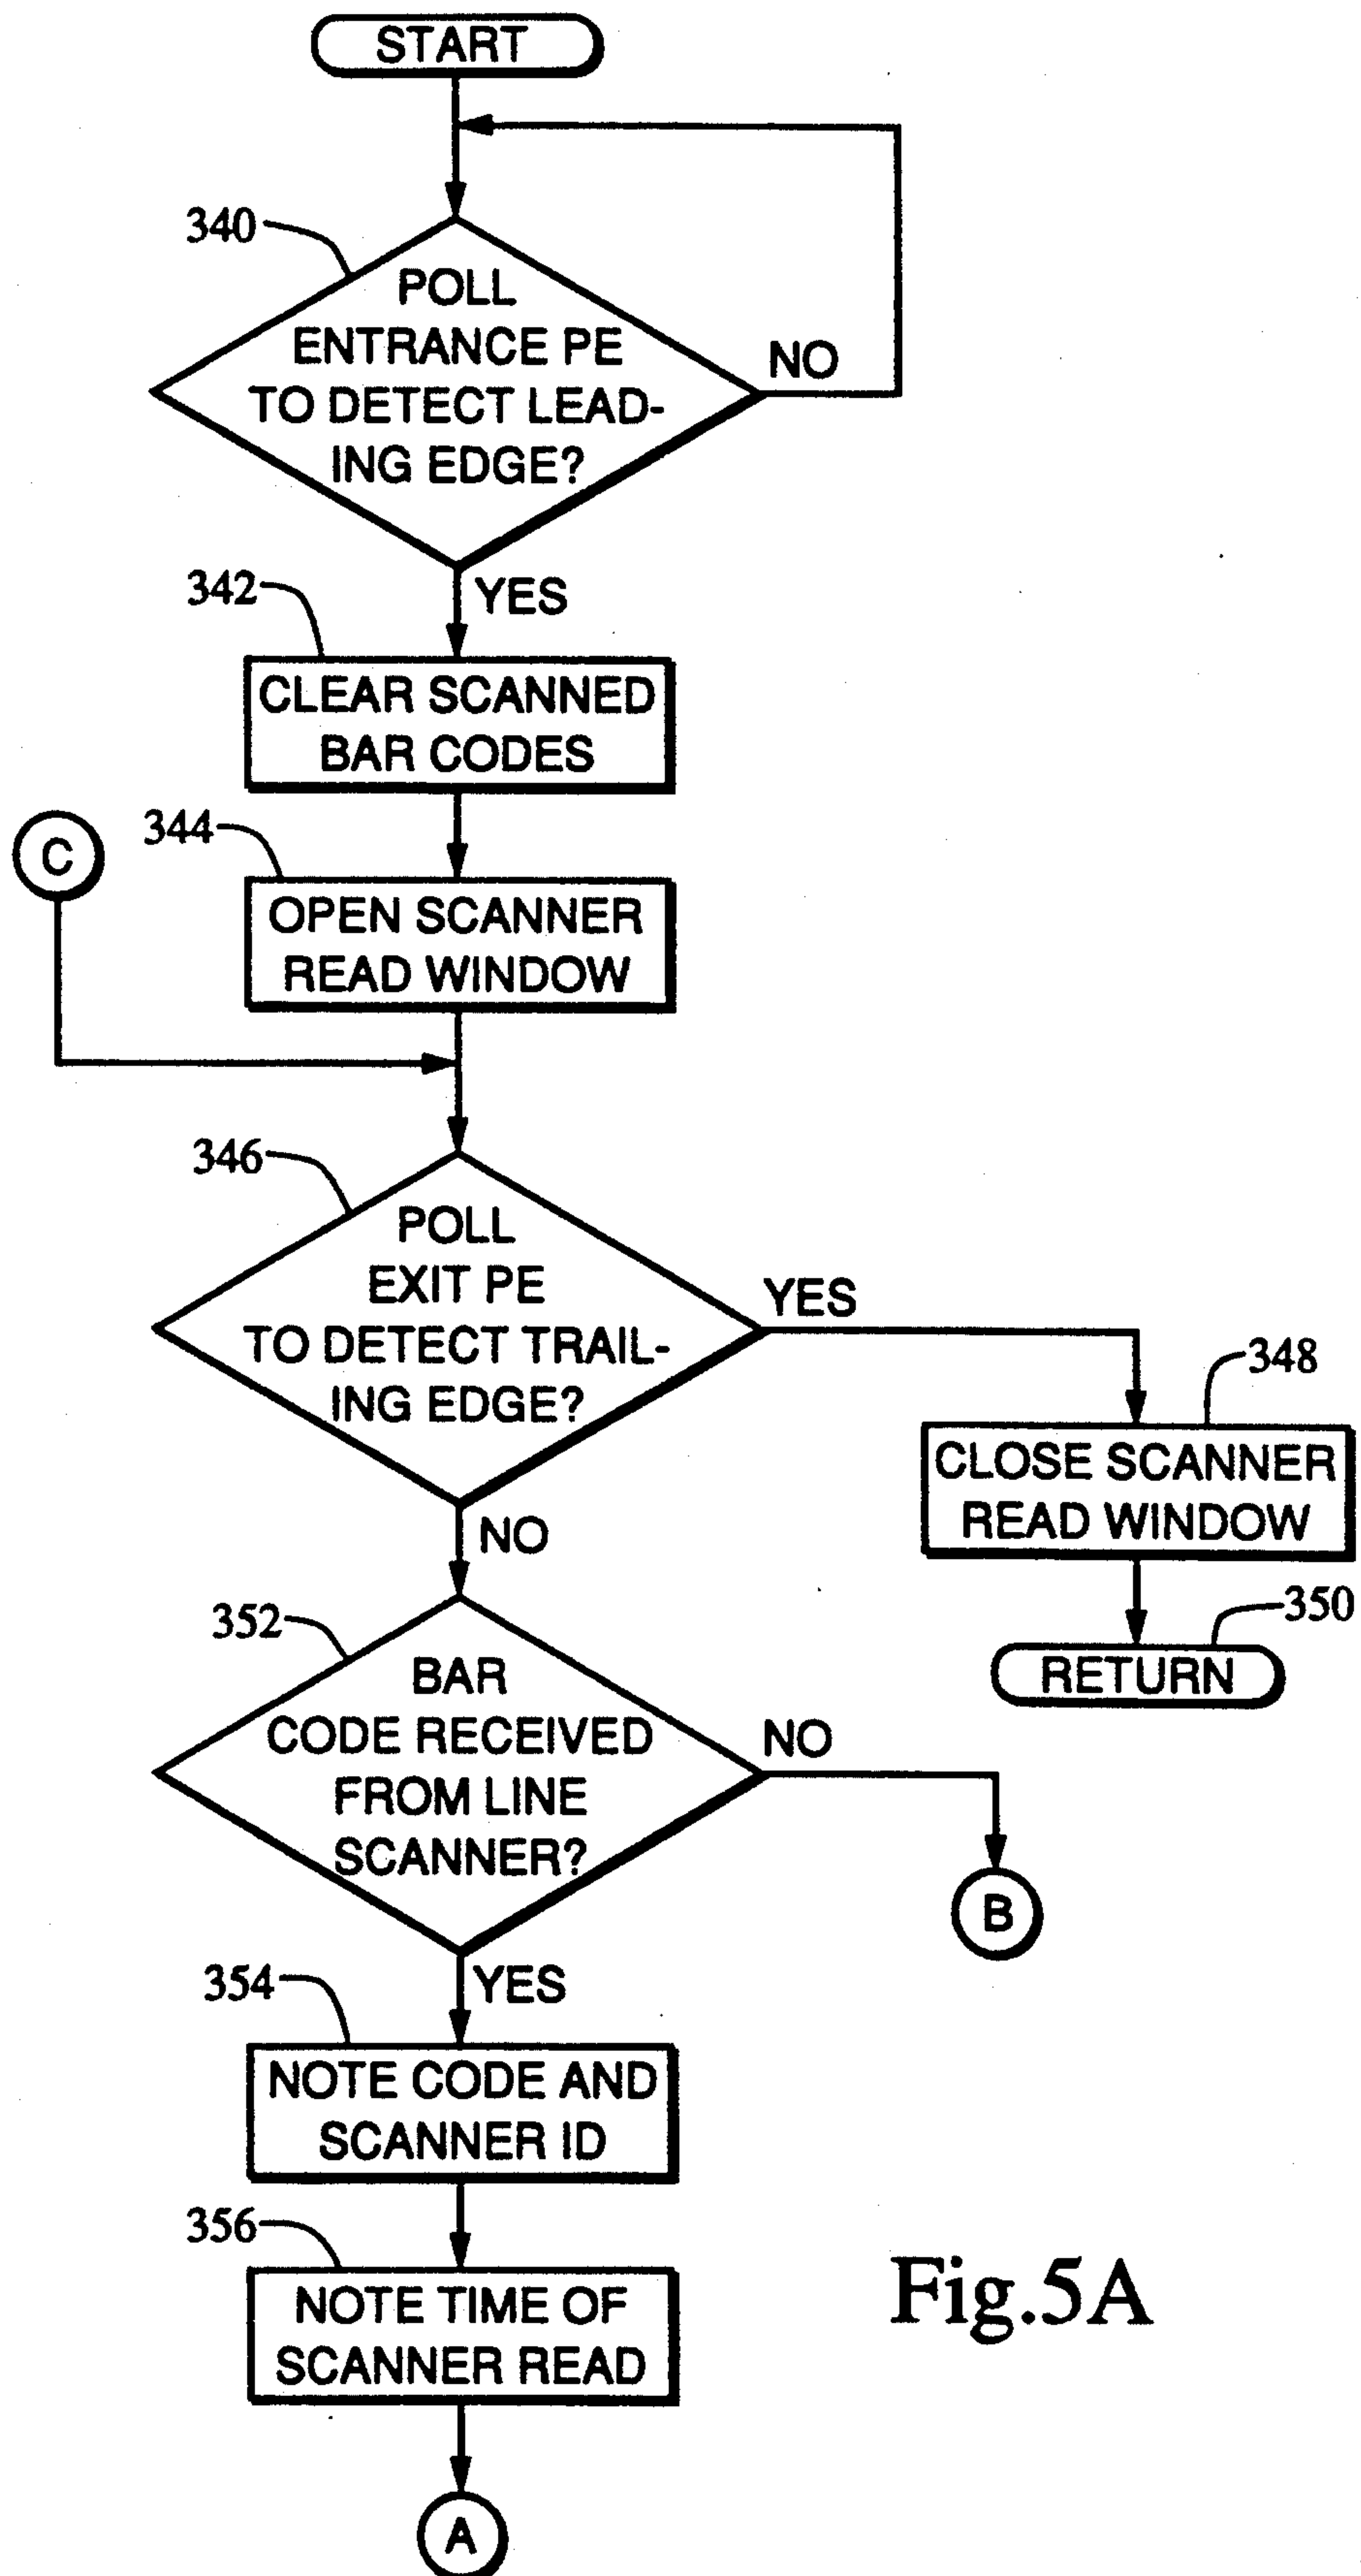 START
340
POLL
ENTRANCE PE
TO DETECT LEAD-
ING EDGE?
NO
342
YES
CLEAR SCANNED
BAR CODES
C
344
OPEN SCANNER
READ WINDOW
346
POLL
EXIT PE
TO DETECT TRAIL-
ING EDGE?
YES
348
CLOSE SCANNER
READ WINDOW
NO
350
RETURN
352
BAR
CODE RECEIVED
FROM LINE
SCANNER?
NO
B
354
YES
NOTE CODE AND
SCANNER ID
356
NOTE TIME OF
SCANNER READ
Fig.5A
A